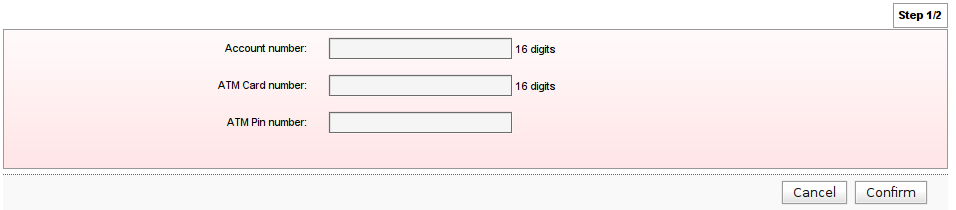 Step 1/2
Account number: 16 digits
ATM Card number: 16 digits
ATM Pin number:
Cancel Confirm